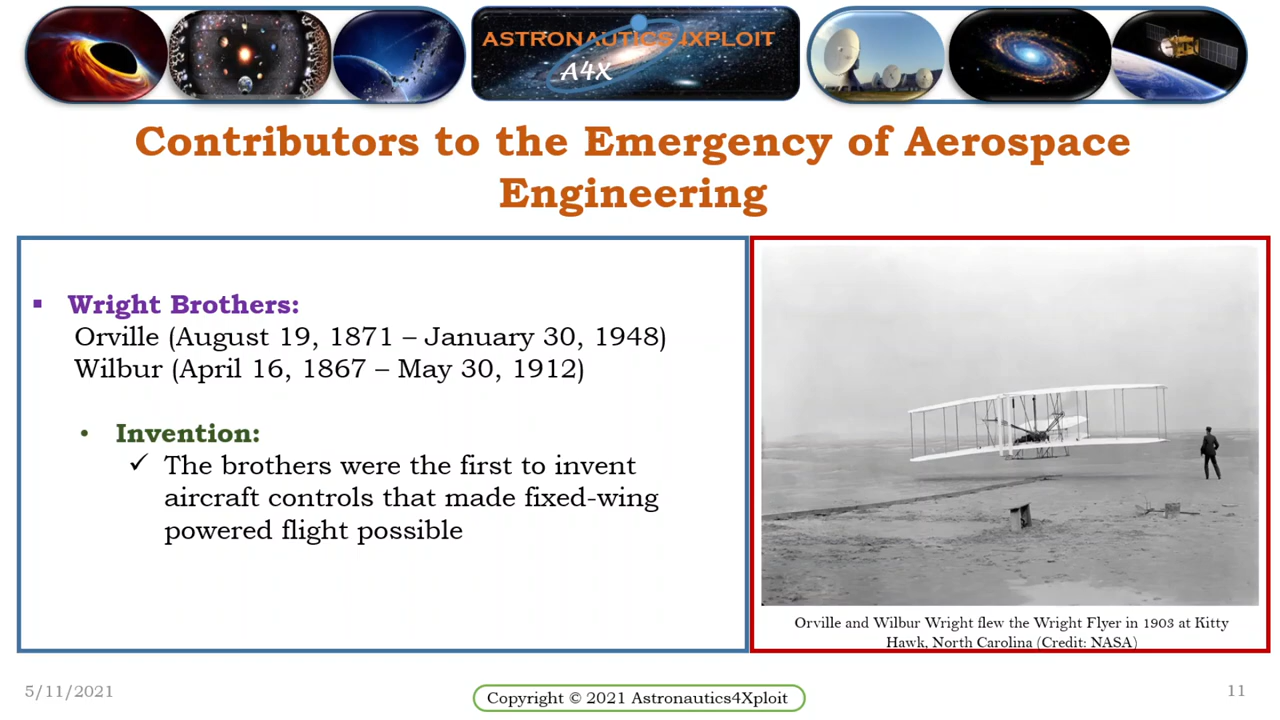 ASTRONAUTICS 4XPLOIT
A4X
Contributors to the Emergency of Aerospace
Engineering
▪ Wright Brothers:
Orville (August 19, 1871 – January 30, 1948)
Wilbur (April 16, 1867 – May 30, 1912)
• Invention:
✓ The brothers were the first to invent
aircraft controls that made fixed-wing
powered flight possible
Orville and Wilbur Wright flew the Wright Flyer in 1903 at Kitty
Hawk, North Carolina (Credit: NASA)
5/11/2021
Copyright © 2021 Astronautics4Xploit
11